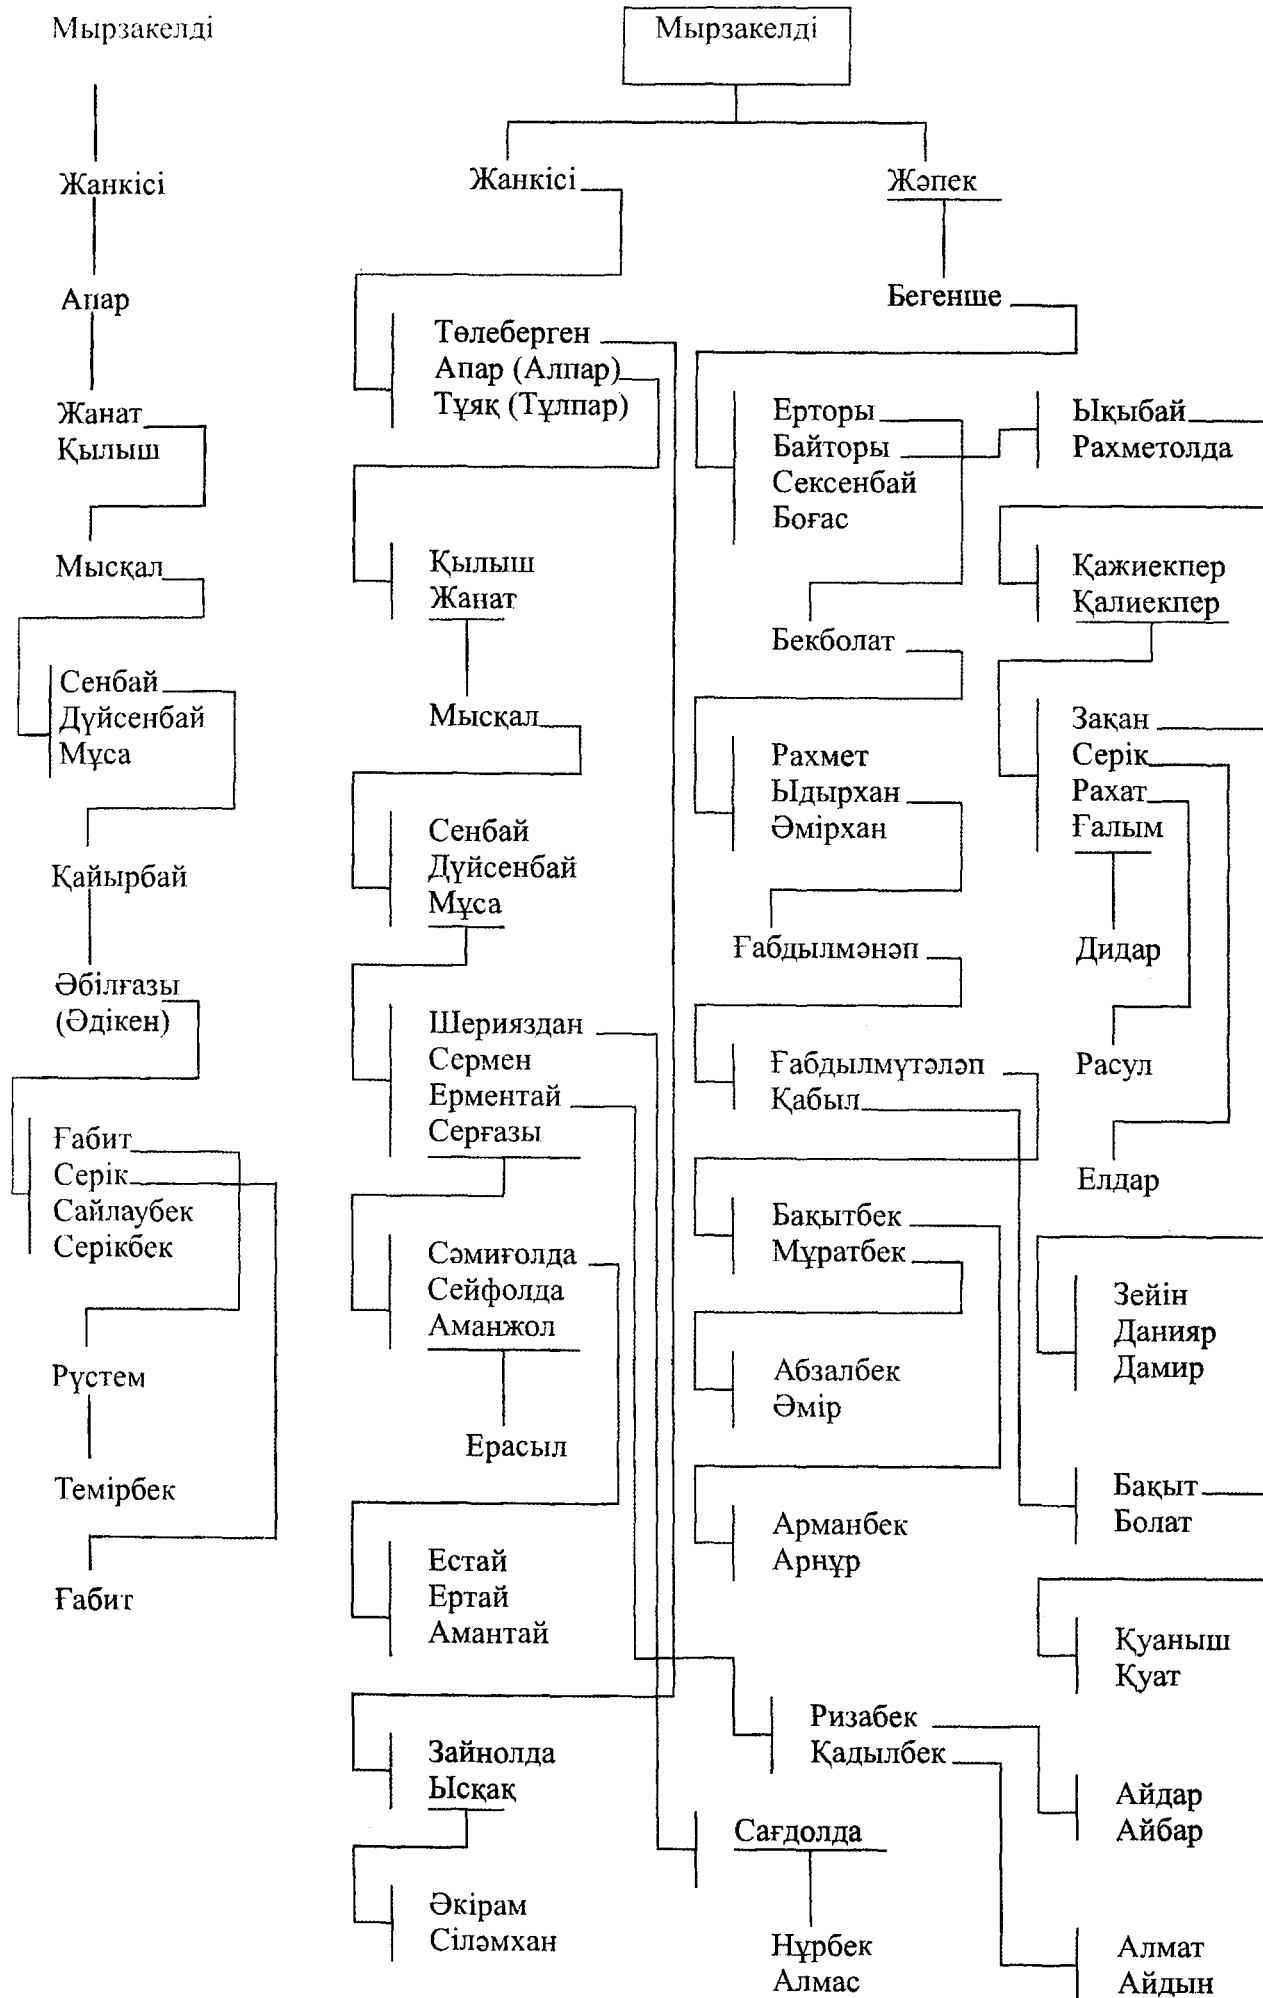 Мырзакелді
Жанкісі
Апар
Жанат
Қылыш
Мысқал
Сенбай
Дүйсенбай
Мұса
Қайырбай
Әбілғазы
(Әдікен)
Ғабит
Серік
Сайлаубек
Серікбек
Рүстем
Темірбек
Ғабит
Мырзакелді
Жанкісі
Жәпек
Төлеберген
Апар (Алпар)
Тұяқ (Тұлпар)
Қылыш
Жанат
Мысқал
Сенбай
Дүйсенбай
Мұса
Шерияздан
Сермен
Ерментай
Серғазы
Сәмиғолда
Сейфолда
Аманжол
Ерасыл
Естай
Ертай
Амантай
Зайнолда
Ысқақ
Әкірам
Сіләмхан
Бегенше
Ерторы
Байторы
Сексенбай
Боғас
Бекболат
Рахмет
Ыдырхан
Әмірхан
Ғабдылмәнәп
Ғабдылмүтәләп
Қабыл
Бақытбек
Мұратбек
Абзалбек
Әмір
Арманбек
Арнұр
Ризабек
Қадылбек
Сағдолда
Нұрбек
Алмас
Ықыбай
Рахметолда
Қажиекпер
Қалиекпер
Зақан
Серік
Рахат
Ғалым
Дидар
Расул
Елдар
Зейін
Данияр
Дамир
Бақыт
Болат
Қуаныш
Қуат
Айдар
Айбар
Алмат
Айдын